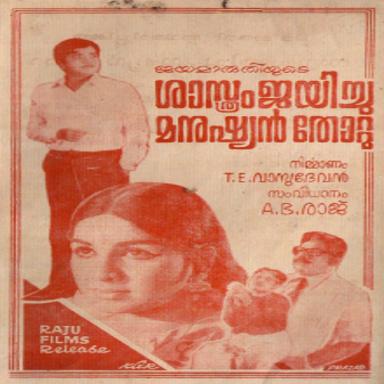 ജയമാരുതിയുടെ
ശാസ്ത്രം ജയിച്ചു
മനുഷ്യൻ തോറ്റു
നിർമ്മാണം
T. E. വാസുദേവൻ
സംവിധാനം
A. B. രാജ്
RAJU
FILMS
Release